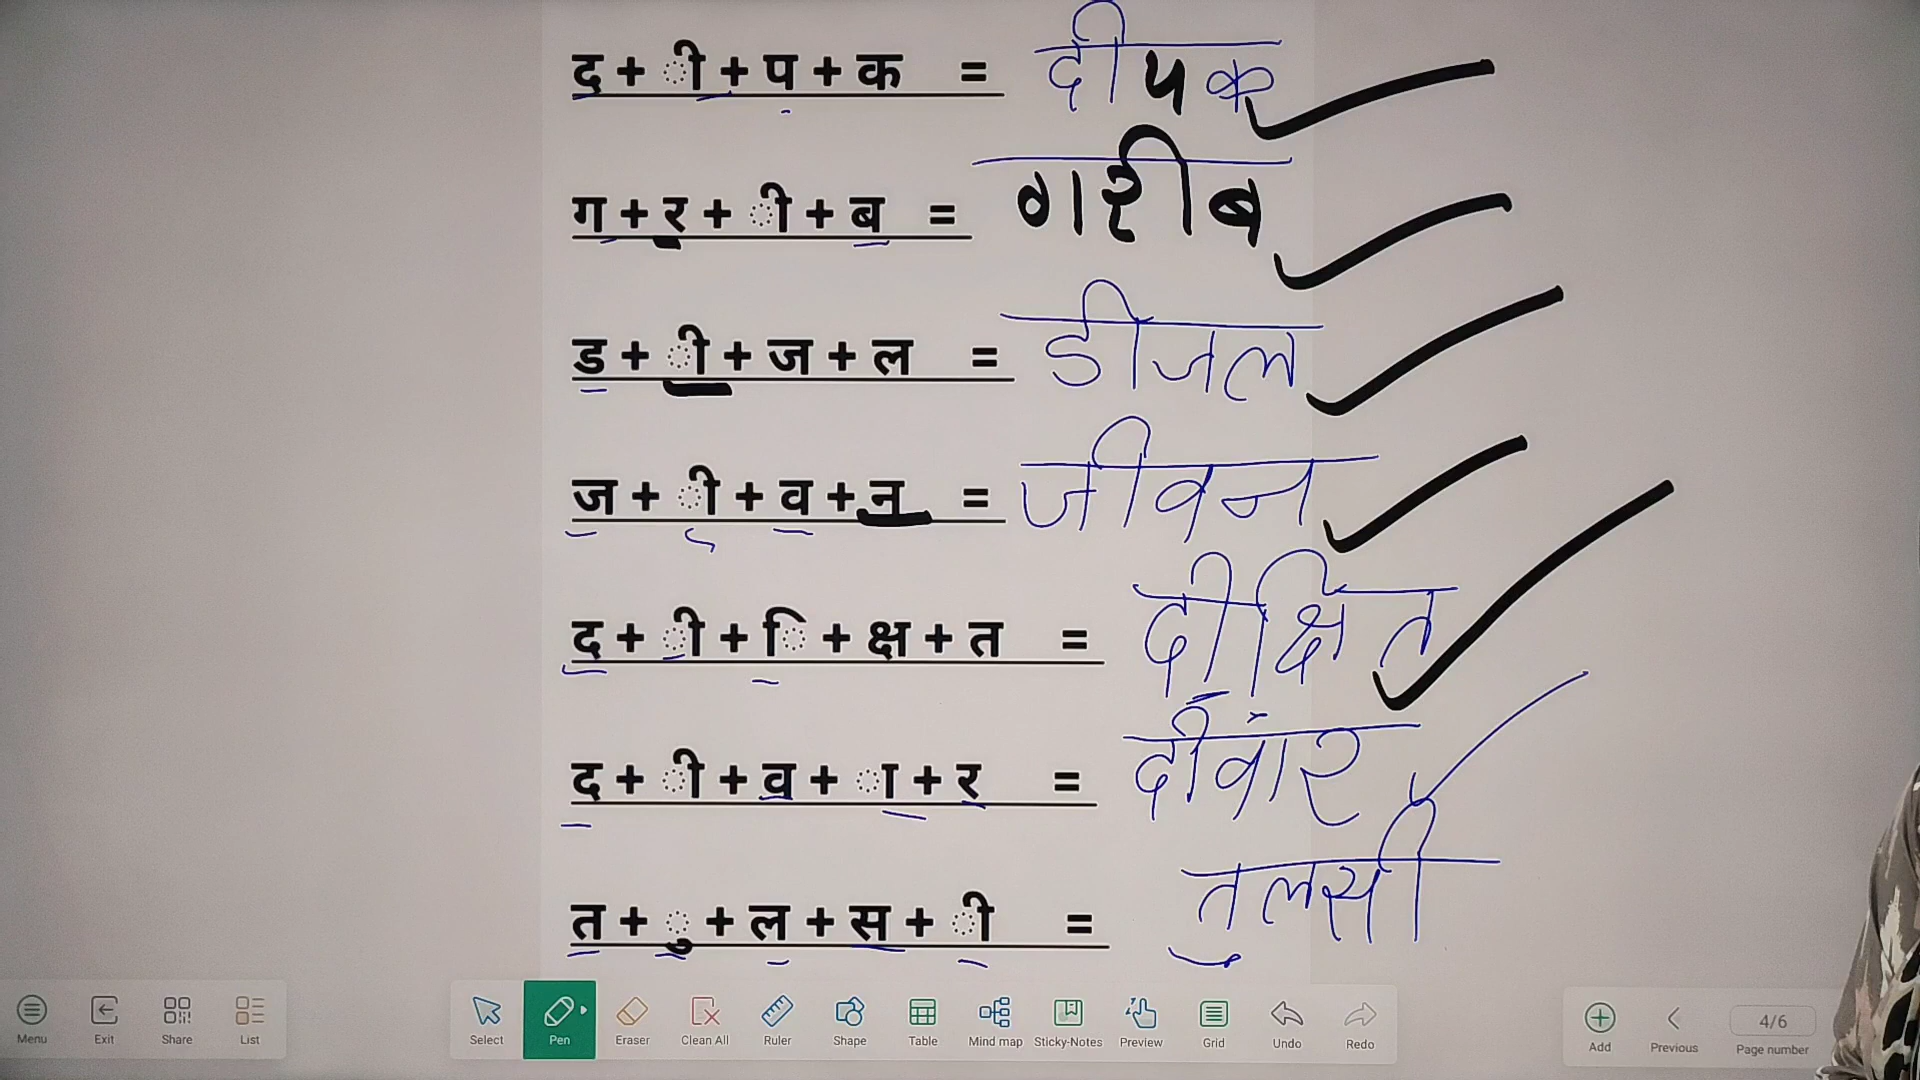 द + ी + प + क = दीपक
ग + र + ी + ब = गरीब
ड + ी + ज + ल = डीजल
ज + ी + व + न = जीवन
द + ी + ि + क्ष + त = दीक्षित
द + ी + व + ा + र = दीवार
त + ु + ल + स + ी = तुलसी
Menu Exit Share List Select Pen Eraser Clean All Ruler Shape Table Mind map Sticky-Notes Preview Grid Undo Redo Add Previous 4/6 Page number